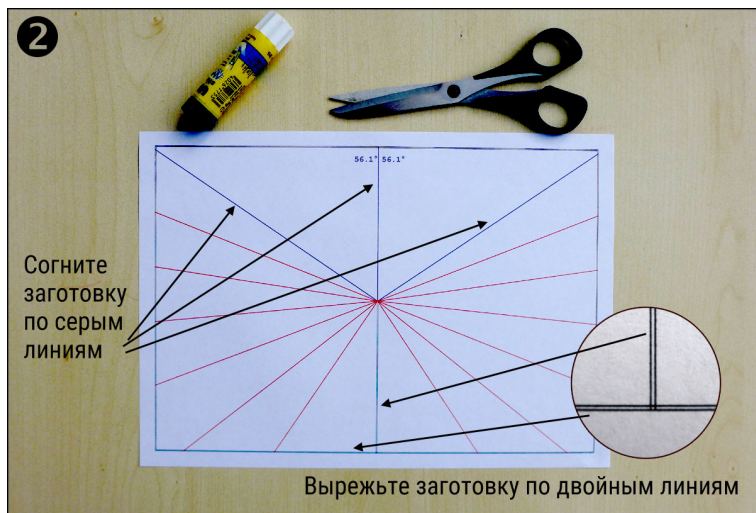 2
56.1° 56.1°
Согните
заготовку
по серым
линиям
Вырежьте заготовку по двойным линиям